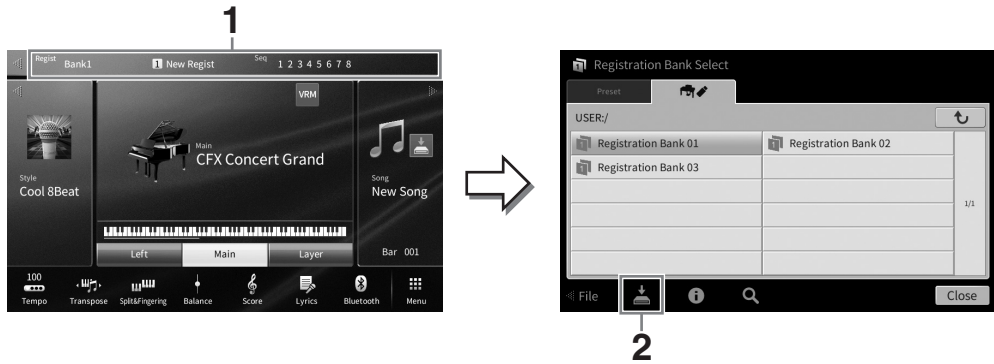 1
Regist Bank1 1 New Regist Seq 1 2 3 4 5 6 7 8
VRM
Main
CFX Concert Grand
Style
Cool 8Beat
Song
New Song
Left Main Layer Bar 001
100
Tempo Transpose Split&Fingering Balance Score Lyrics Bluetooth Menu
Registration Bank Select
Preset
USER:/
Registration Bank 01 Registration Bank 02
Registration Bank 03
1/1
File Close
2